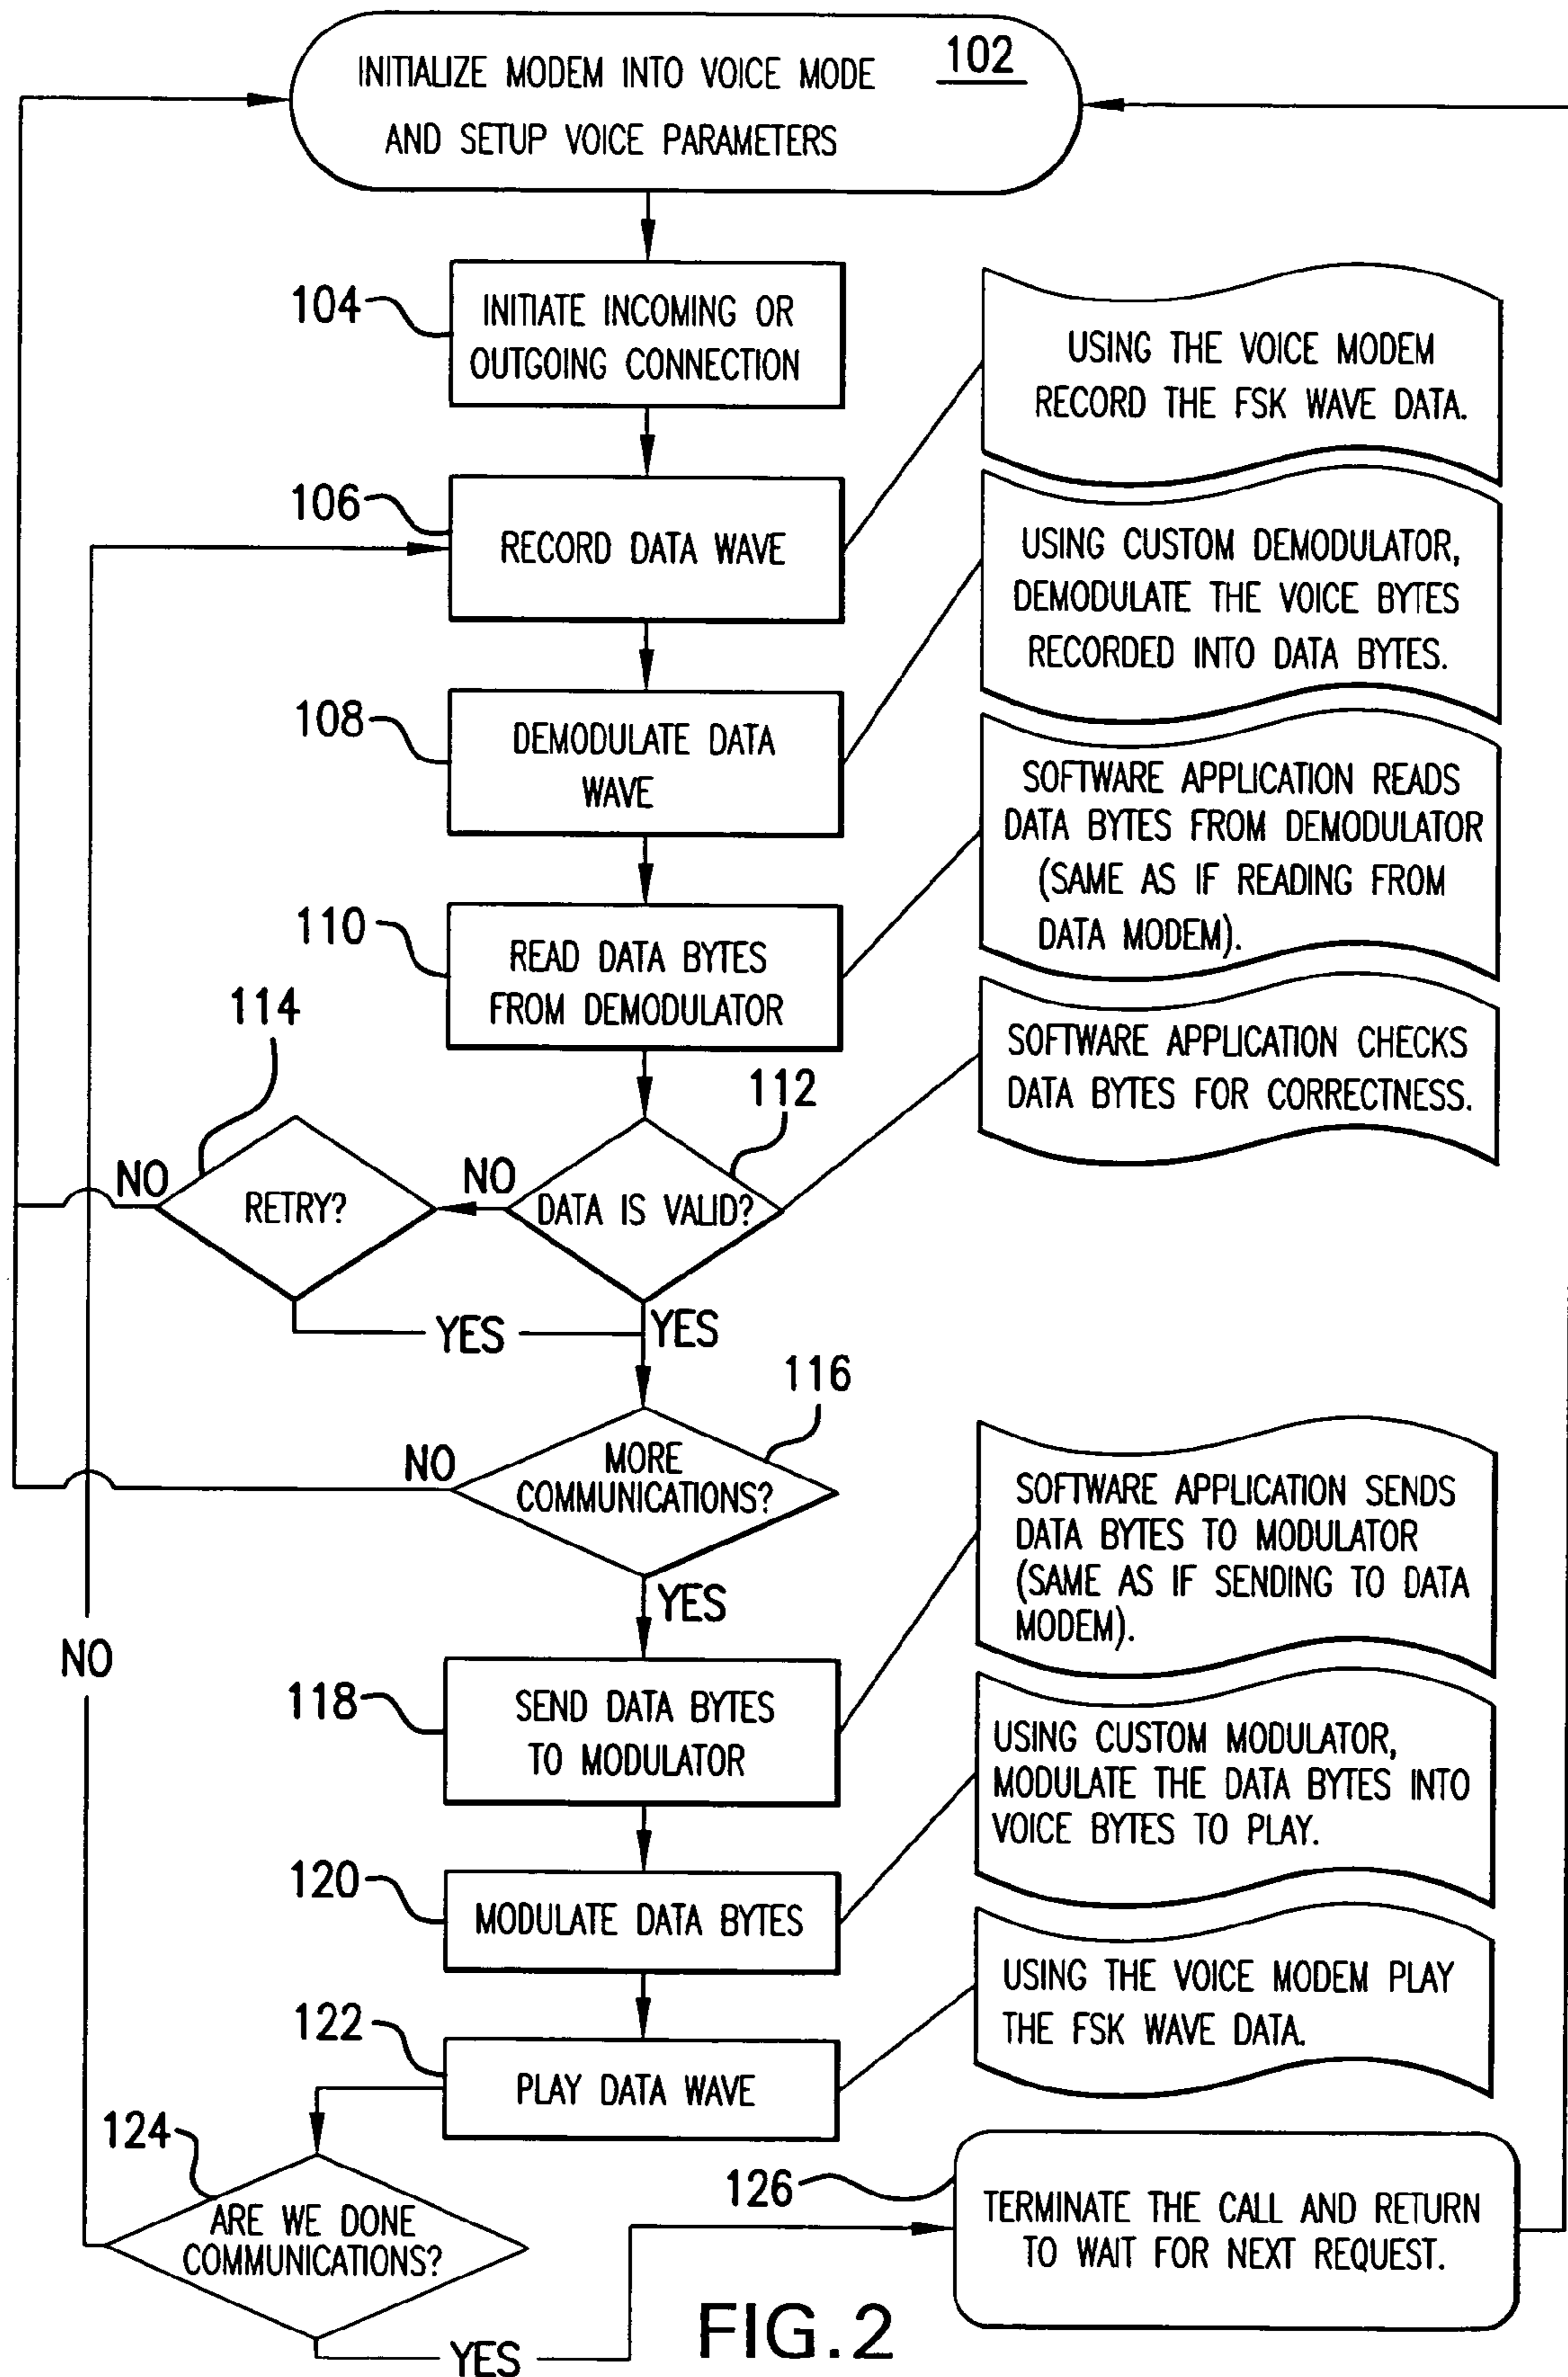 INITIALIZE MODEM INTO VOICE MODE
AND SETUP VOICE PARAMETERS
102
104
INITIATE INCOMING OR
OUTGOING CONNECTION
USING THE VOICE MODEM
RECORD THE FSK WAVE DATA.
106
RECORD DATA WAVE
USING CUSTOM DEMODULATOR,
DEMODULATE THE VOICE BYTES
RECORDED INTO DATA BYTES.
108
DEMODULATE DATA
WAVE
SOFTWARE APPLICATION READS
DATA BYTES FROM DEMODULATOR
(SAME AS IF READING FROM
DATA MODEM).
110
READ DATA BYTES
FROM DEMODULATOR
SOFTWARE APPLICATION CHECKS
DATA BYTES FOR CORRECTNESS.
114
112
NO
RETRY?
NO
DATA IS VALID?
YES
YES
116
NO
MORE
COMMUNICATIONS?
YES
SOFTWARE APPLICATION SENDS
DATA BYTES TO MODULATOR
(SAME AS IF SENDING TO DATA
MODEM).
NO
118
SEND DATA BYTES
TO MODULATOR
USING CUSTOM MODULATOR,
MODULATE THE DATA BYTES INTO
VOICE BYTES TO PLAY.
120
MODULATE DATA BYTES
USING THE VOICE MODEM PLAY
THE FSK WAVE DATA.
122
PLAY DATA WAVE
124
ARE WE DONE
COMMUNICATIONS?
126
TERMINATE THE CALL AND RETURN
TO WAIT FOR NEXT REQUEST.
YES
FIG.2